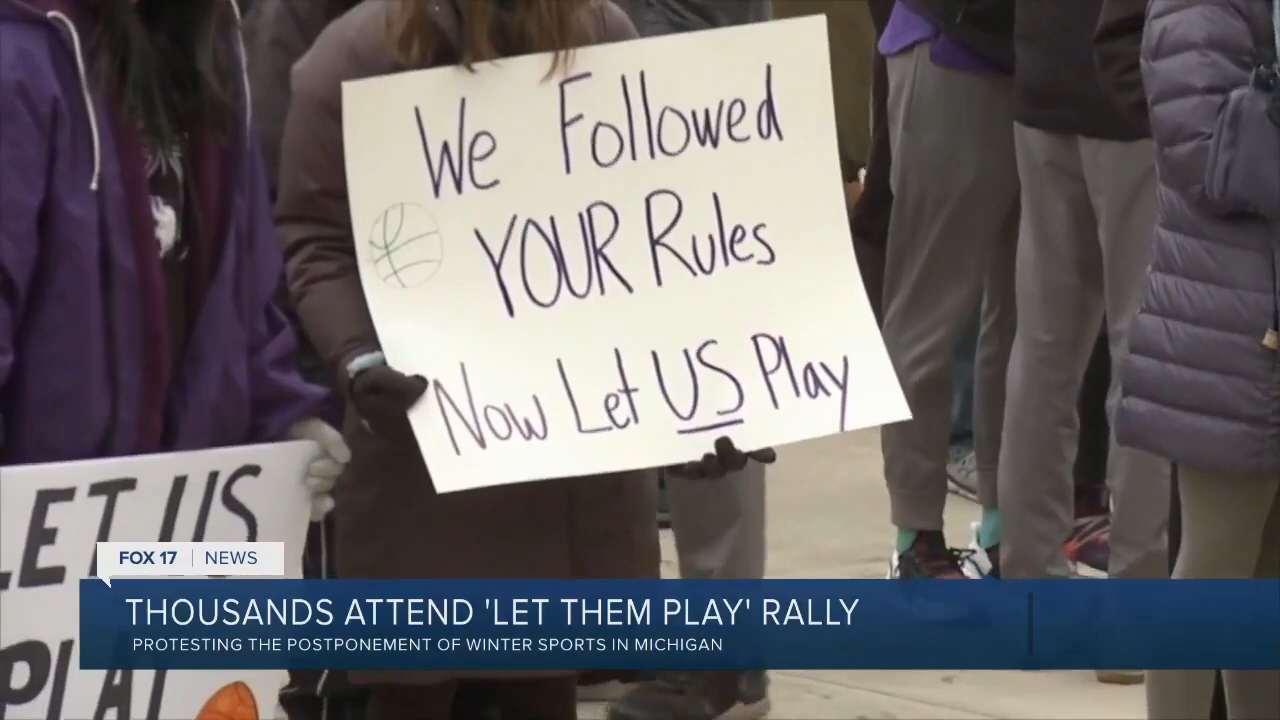 We Followed
YOUR Rules
Now Let US Play
LET US
PLAY
FOX 17 | NEWS
THOUSANDS ATTEND 'LET THEM PLAY' RALLY
PROTESTING THE POSTPONEMENT OF WINTER SPORTS IN MICHIGAN